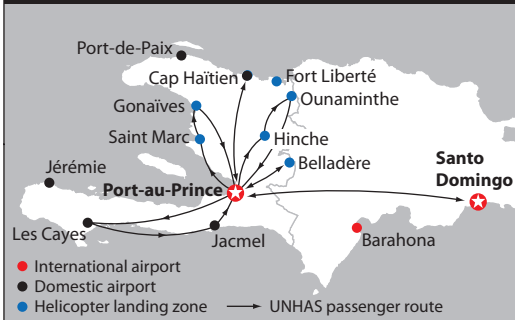 Port-de-Paix
Cap Haïtien
Fort Liberté
Gonaïves
Ounaminthe
Saint Marc
Hinche
Belladère
Jérémie
Port-au-Prince
Santo
Domingo
Les Cayes
Jacmel
Barahona
International airport
Domestic airport
Helicopter landing zone
UNHAS passenger route